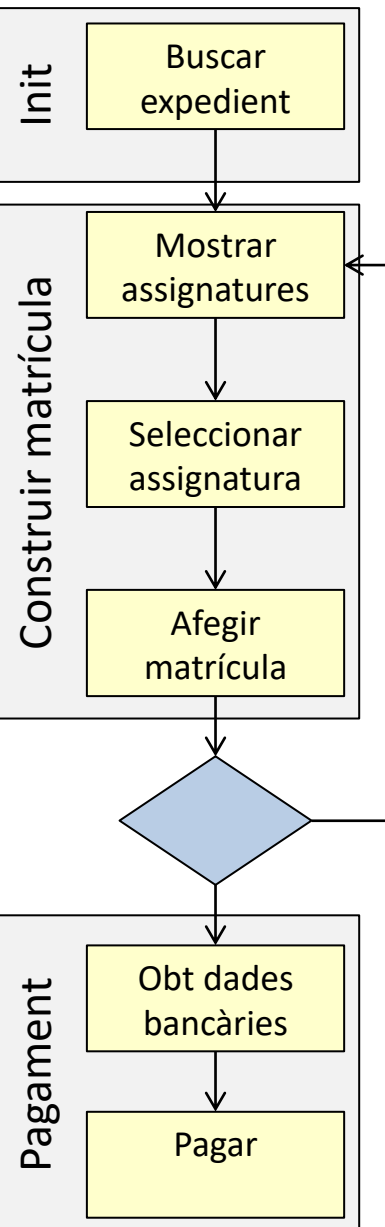 Init
Buscar
expedient
Construir matrícula
Mostrar
assignatures
Seleccionar
assignatura
Afegir
matrícula
Pagament
Obt dades
bancàries
Pagar